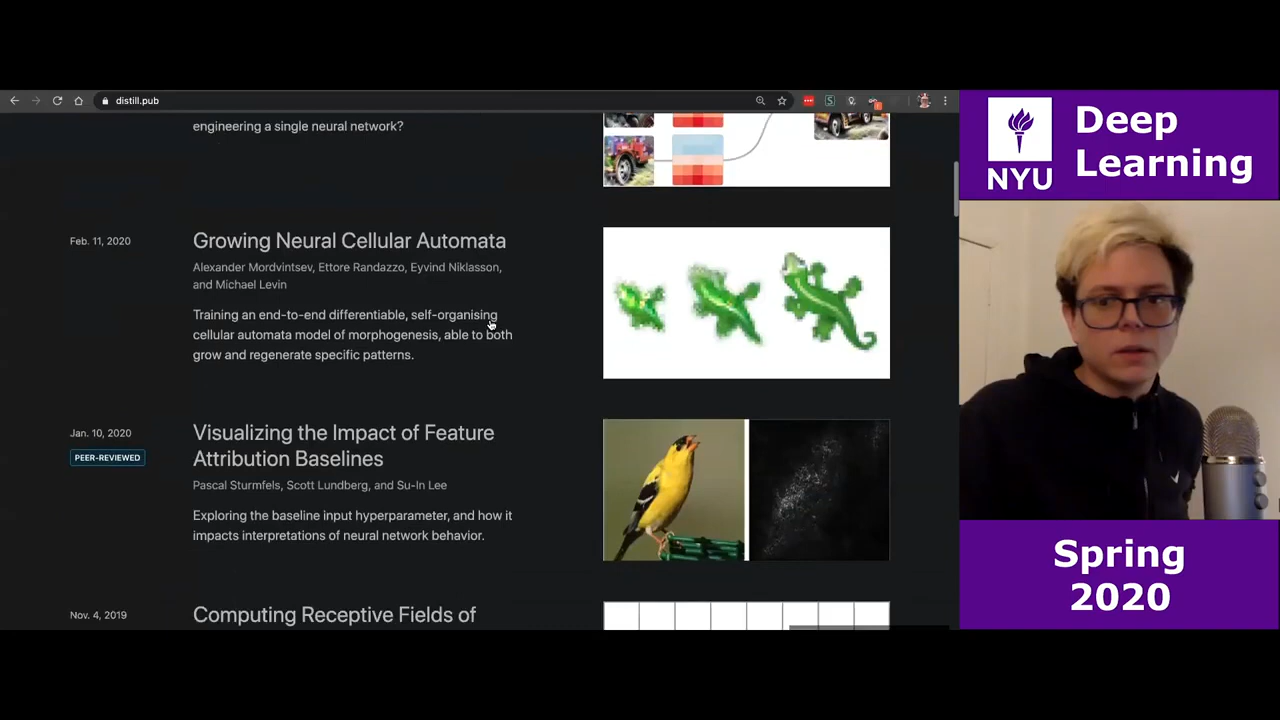 distill.pub
engineering a single neural network?
Feb. 11, 2020
Growing Neural Cellular Automata
Alexander Mordvintsev, Ettore Randazzo, Eyvind Niklasson,
and Michael Levin
Training an end-to-end differentiable, self-organising
cellular automata model of morphogenesis, able to both
grow and regenerate specific patterns.
Jan. 10, 2020
PEER-REVIEWED
Visualizing the Impact of Feature
Attribution Baselines
Pascal Sturmfels, Scott Lundberg, and Su-In Lee
Exploring the baseline input hyperparameter, and how it
impacts interpretations of neural network behavior.
Nov. 4, 2019
Computing Receptive Fields of
NYU
Deep
Learning
Spring
2020